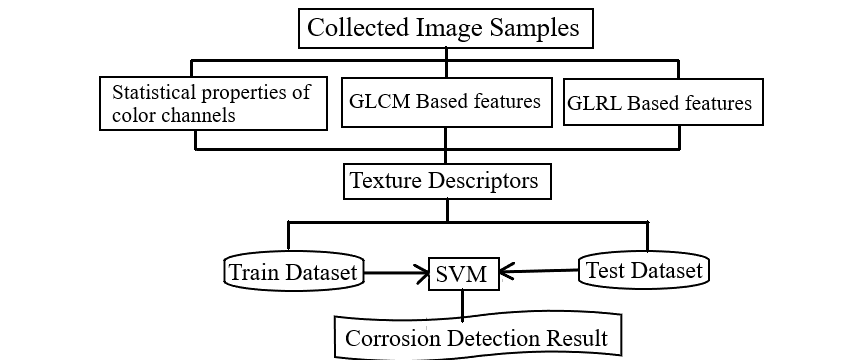 Collected Image Samples
Statistical properties of
color channels
GLCM Based features
GLRL Based features
Texture Descriptors
Train Dataset
SVM
Test Dataset
Corrosion Detection Result